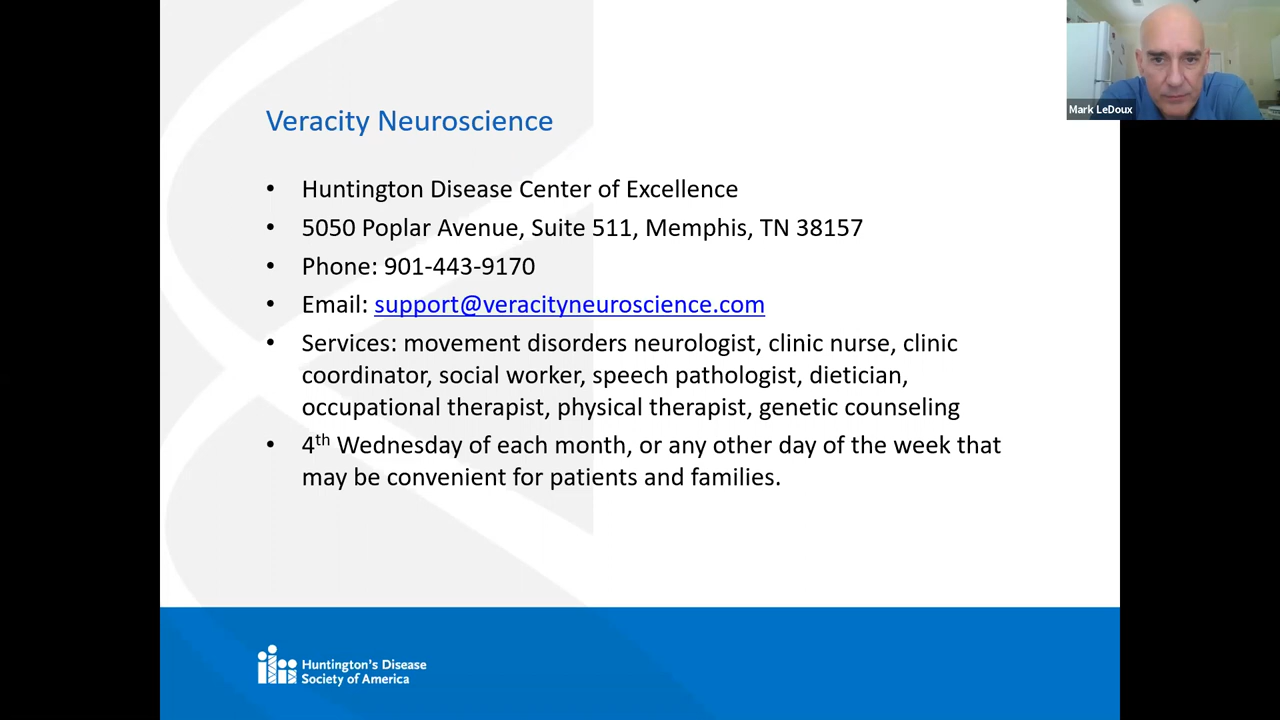 Veracity Neuroscience
• Huntington Disease Center of Excellence
• 5050 Poplar Avenue, Suite 511, Memphis, TN 38157
• Phone: 901-443-9170
• Email: support@veracityneuroscience.com
• Services: movement disorders neurologist, clinic nurse, clinic
coordinator, social worker, speech pathologist, dietician,
occupational therapist, physical therapist, genetic counseling
• 4th Wednesday of each month, or any other day of the week that
may be convenient for patients and families.
Mark LeDoux
Huntington's Disease
Society of America